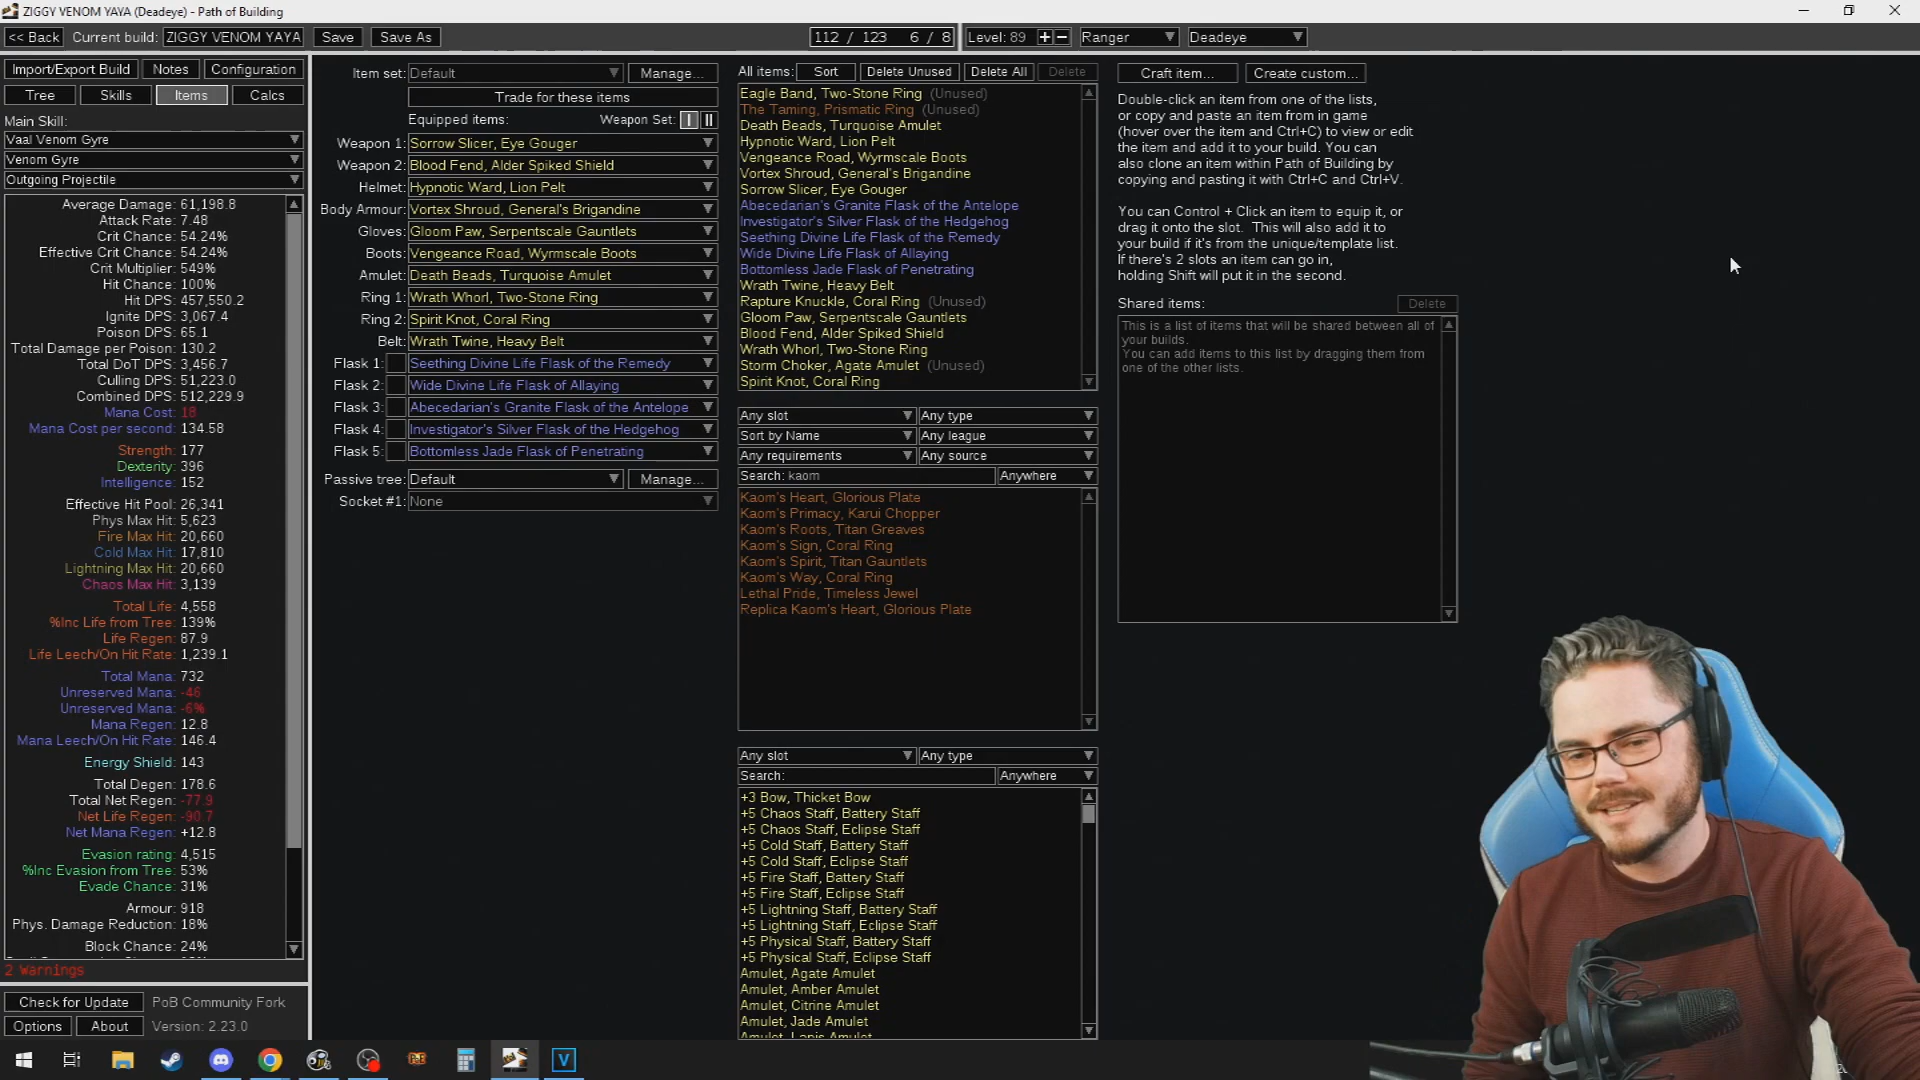 ZIGGY VENOM YAYA (Deadeye) - Path of Building
<< Back
Current build: ZIGGY VENOM YAYA
Save
Save As
112 / 123 6 / 8
Level: 89
Ranger
Deadeye
Import/Export Build
Notes
Configuration
Tree
Skills
Items
Calcs
Main Skill:
Vaal Venom Gyre
Venom Gyre
Outgoing Projectile
Average Damage: 61,198.8
Attack Rate: 7.48
Crit Chance: 54.24%
Effective Crit Chance: 54.24%
Crit Multiplier: 549%
Hit Chance: 100%
Hit DPS: 457,550.2
Ignite DPS: 3,067.4
Poison DPS: 65.1
Total Damage per Poison: 130.2
Total DoT DPS: 3,456.7
Culling DPS: 51,223.0
Combined DPS: 512,229.9
Mana Cost: 18
Mana Cost per second: 134.58
Strength: 177
Dexterity: 396
Intelligence: 152
Effective Hit Pool: 26,341
Phys Max Hit: 5,623
Fire Max Hit: 20,660
Cold Max Hit: 17,810
Lightning Max Hit: 20,660
Chaos Max Hit: 3,139
Total Life: 4,558
%Inc Life from Tree: 139%
Life Regen: 87.9
Life Leech/On Hit Rate: 1,239.1
Total Mana: 732
Unreserved Mana: -46
Unreserved Mana: -6%
Mana Regen: 12.8
Mana Leech/On Hit Rate: 146.4
Energy Shield: 143
Total Degen: 178.6
Total Net Regen: -77.9
Net Life Regen: -90.7
Net Mana Regen: +12.8
Evasion rating: 4,515
%Inc Evasion from Tree: 53%
Evade Chance: 31%
Armour: 918
Phys. Damage Reduction: 18%
Block Chance: 24%
2 Warnings
Check for Update
PoB Community Fork
Options
About
Version: 2.23.0
Item set: Default
Manage...
Trade for these items
Equipped items:
Weapon Set: I II
Weapon 1: Sorrow Slicer, Eye Gouger
Weapon 2: Blood Fend, Alder Spiked Shield
Helmet: Hypnotic Ward, Lion Pelt
Body Armour: Vortex Shroud, General's Brigandine
Gloves: Gloom Paw, Serpentscale Gauntlets
Boots: Vengeance Road, Wyrmscale Boots
Amulet: Death Beads, Turquoise Amulet
Ring 1: Wrath Whorl, Two-Stone Ring
Ring 2: Spirit Knot, Coral Ring
Belt: Wrath Twine, Heavy Belt
Flask 1: Seething Divine Life Flask of the Remedy
Flask 2: Wide Divine Life Flask of Allaying
Flask 3: Abecedarian's Granite Flask of the Antelope
Flask 4: Investigator's Silver Flask of the Hedgehog
Flask 5: Bottomless Jade Flask of Penetrating
Passive tree: Default
Manage...
Socket #1: None
All items:
Sort
Delete Unused
Delete All
Delete
Eagle Band, Two-Stone Ring (Unused)
The Taming, Prismatic Ring (Unused)
Death Beads, Turquoise Amulet
Hypnotic Ward, Lion Pelt
Vengeance Road, Wyrmscale Boots
Vortex Shroud, General's Brigandine
Sorrow Slicer, Eye Gouger
Abecedarian's Granite Flask of the Antelope
Investigator's Silver Flask of the Hedgehog
Seething Divine Life Flask of the Remedy
Wide Divine Life Flask of Allaying
Bottomless Jade Flask of Penetrating
Wrath Twine, Heavy Belt
Rapture Knuckle, Coral Ring (Unused)
Gloom Paw, Serpentscale Gauntlets
Blood Fend, Alder Spiked Shield
Wrath Whorl, Two-Stone Ring
Storm Choker, Agate Amulet (Unused)
Spirit Knot, Coral Ring
Any slot
Any type
Sort by Name
Any league
Any requirements
Any source
Search: kaom
Anywhere
Kaom's Heart, Glorious Plate
Kaom's Primacy, Karui Chopper
Kaom's Roots, Titan Greaves
Kaom's Sign, Coral Ring
Kaom's Spirit, Titan Gauntlets
Kaom's Way, Coral Ring
Lethal Pride, Timeless Jewel
Replica Kaom's Heart, Glorious Plate
Any slot
Any type
Search:
Anywhere
+3 Bow, Thicket Bow
+5 Chaos Staff, Battery Staff
+5 Chaos Staff, Eclipse Staff
+5 Cold Staff, Battery Staff
+5 Cold Staff, Eclipse Staff
+5 Fire Staff, Battery Staff
+5 Fire Staff, Eclipse Staff
+5 Lightning Staff, Battery Staff
+5 Lightning Staff, Eclipse Staff
+5 Physical Staff, Battery Staff
+5 Physical Staff, Eclipse Staff
Amulet, Agate Amulet
Amulet, Amber Amulet
Amulet, Citrine Amulet
Amulet, Jade Amulet
Amulet, Lapis Amulet
Craft item...
Create custom...
Double-click an item from one of the lists,
or copy and paste an item from in game
(hover over the item and Ctrl+C) to view or edit
the item and add it to your build. You can
also clone an item within Path of Building by
copying and pasting it with Ctrl+C and Ctrl+V.
You can Control + Click an item to equip it, or
drag it onto the slot. This will also add it to
your build if it's from the unique/template list.
If there's 2 slots an item can go in,
holding Shift will put it in the second.
Shared items:
Delete
This is a list of items that will be shared between all of
your builds.
You can add items to this list by dragging them from
one of the other lists.